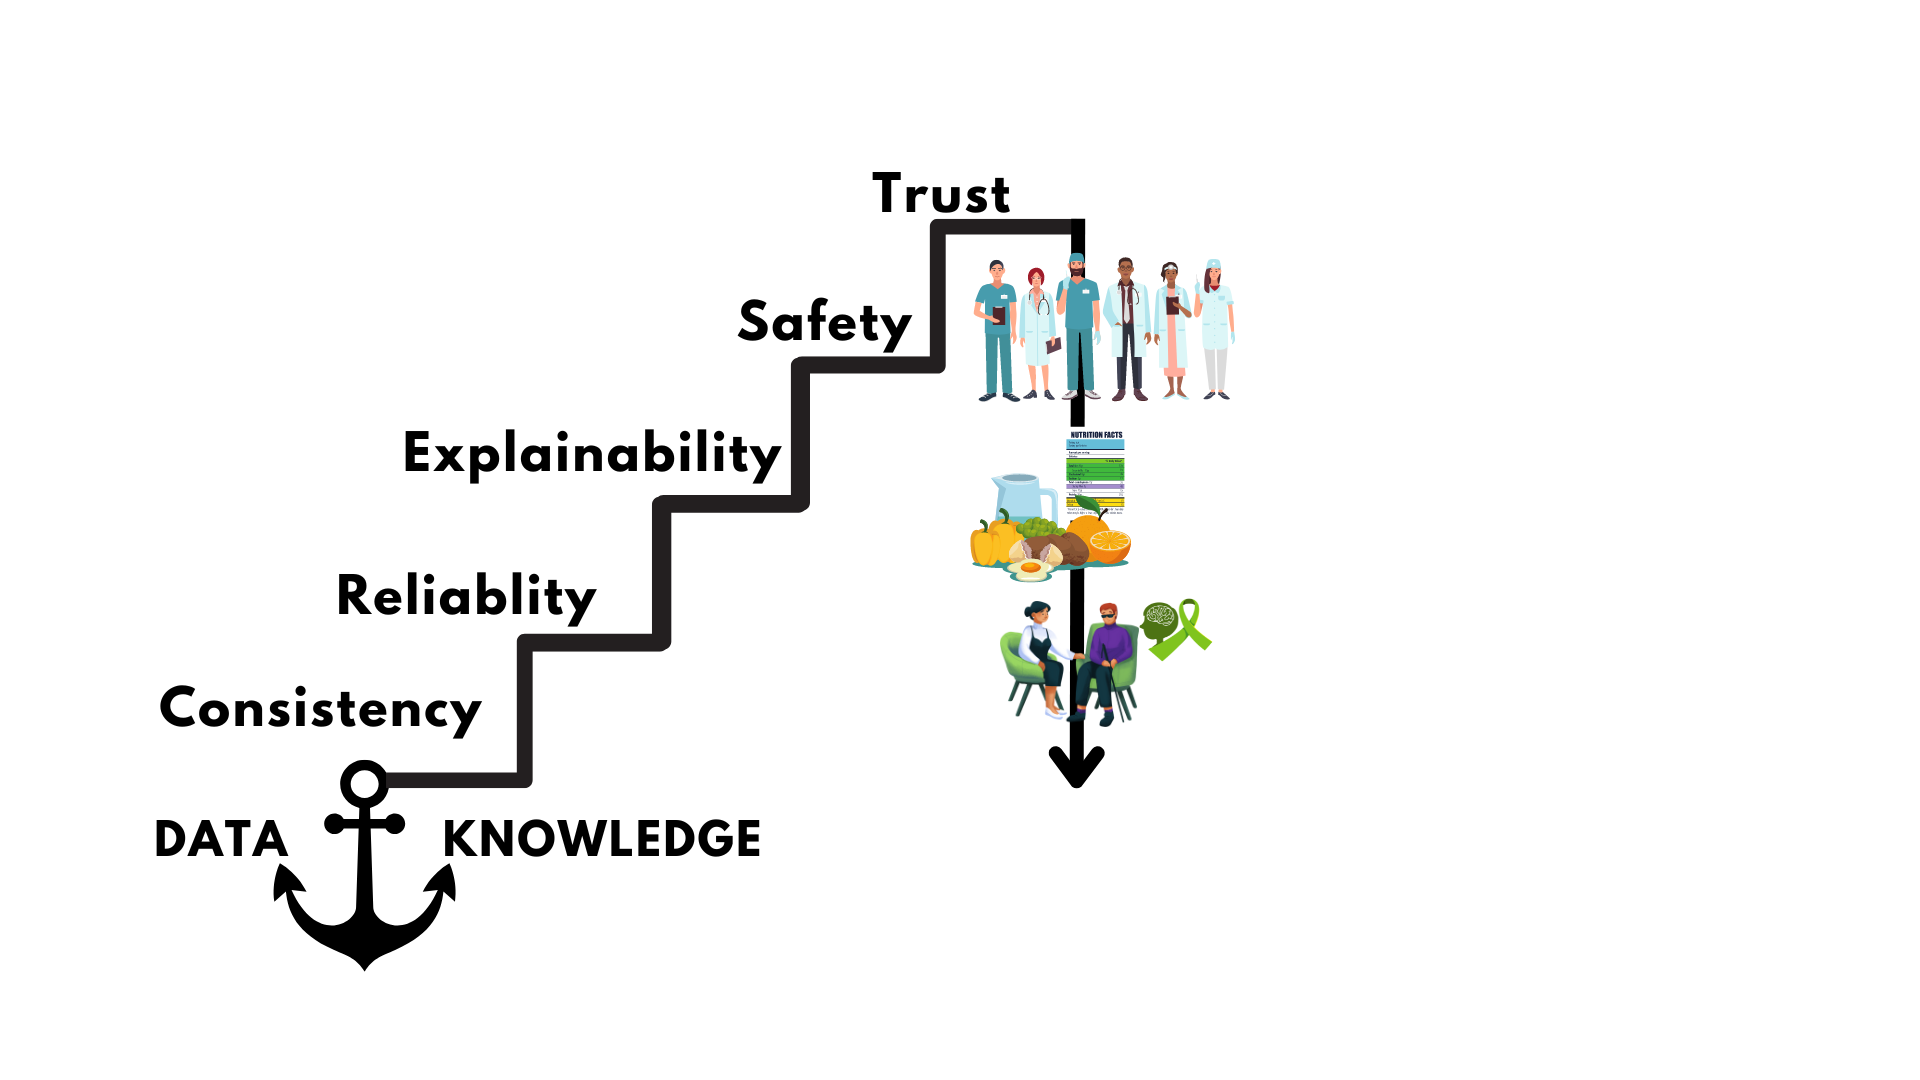 Trust
Safety
Explainability
Reliablity
Consistency
DATA
KNOWLEDGE
NUTRITION FACTS